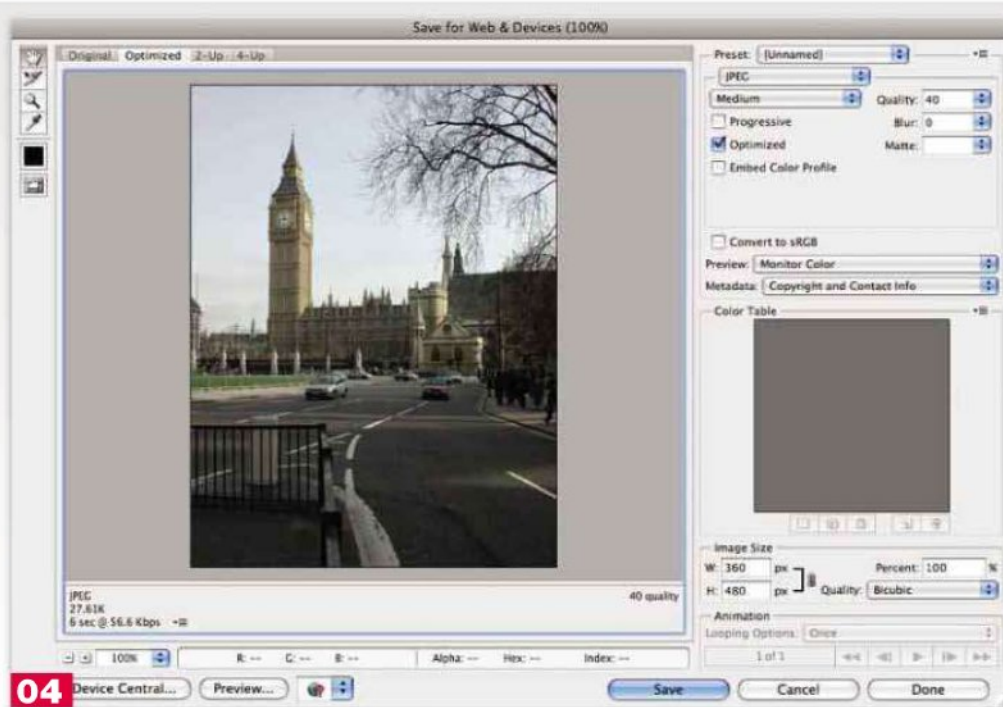 Save for Web & Devices (100%)
Original Optimized 2-Up 4-Up
Preset: [Unnamed]
JPEG
Medium Quality: 40
Progressive Blur: 0
Optimized Matte:
Embed Color Profile
Convert to sRGB
Preview: Monitor Color
Metadata: Copyright and Contact Info
Color Table
Image Size
W: 360 px Percent: 100 %
H: 480 px Quality: Bicubic
Animation
Looping Options: Once
1 of 1
JPEG 40 quality
27.61K
6 sec @ 56.6 Kbps
100% R: -- G: -- B: -- Alpha: -- Hex: -- Index: --
04
Device Central... Preview... Save Cancel Done